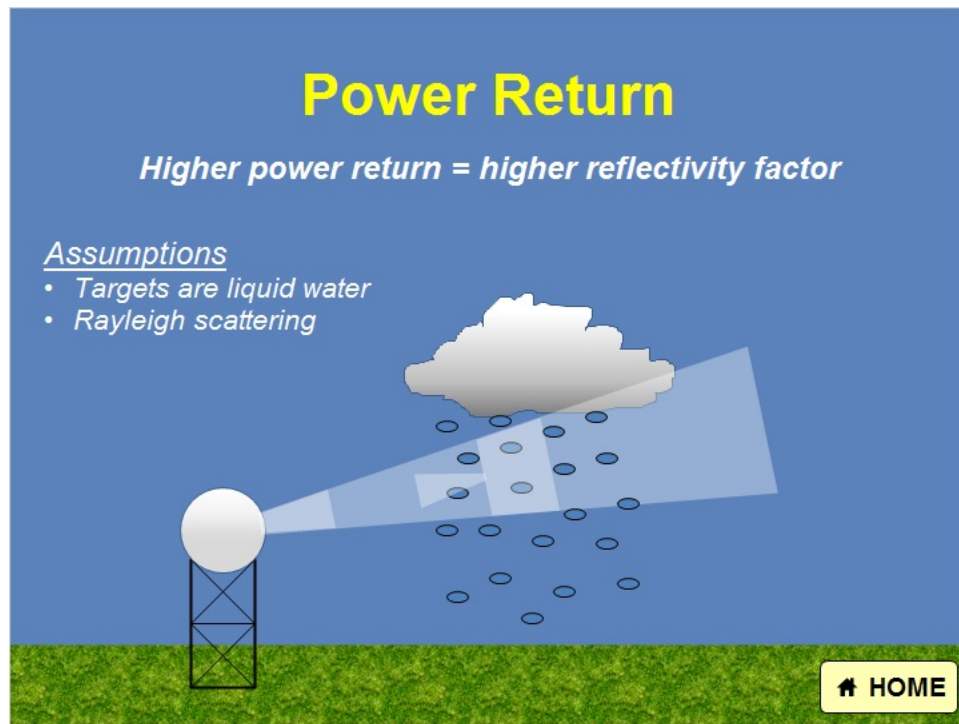 Power Return
Higher power return = higher reflectivity factor
Assumptions
• Targets are liquid water
• Rayleigh scattering
HOME